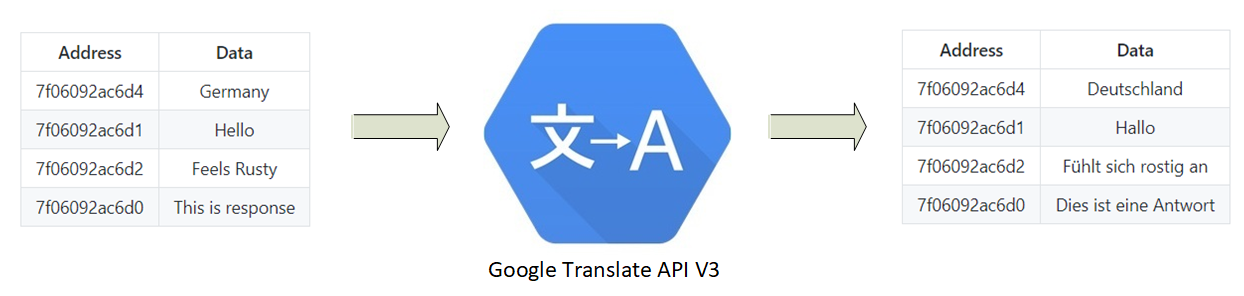 Address Data
7f06092ac6d4 Germany
7f06092ac6d1 Hello
7f06092ac6d2 Feels Rusty
7f06092ac6d0 This is response
文→A
Google Translate API V3
Address Data
7f06092ac6d4 Deutschland
7f06092ac6d1 Hallo
7f06092ac6d2 Fühlt sich rostig an
7f06092ac6d0 Dies ist eine Antwort